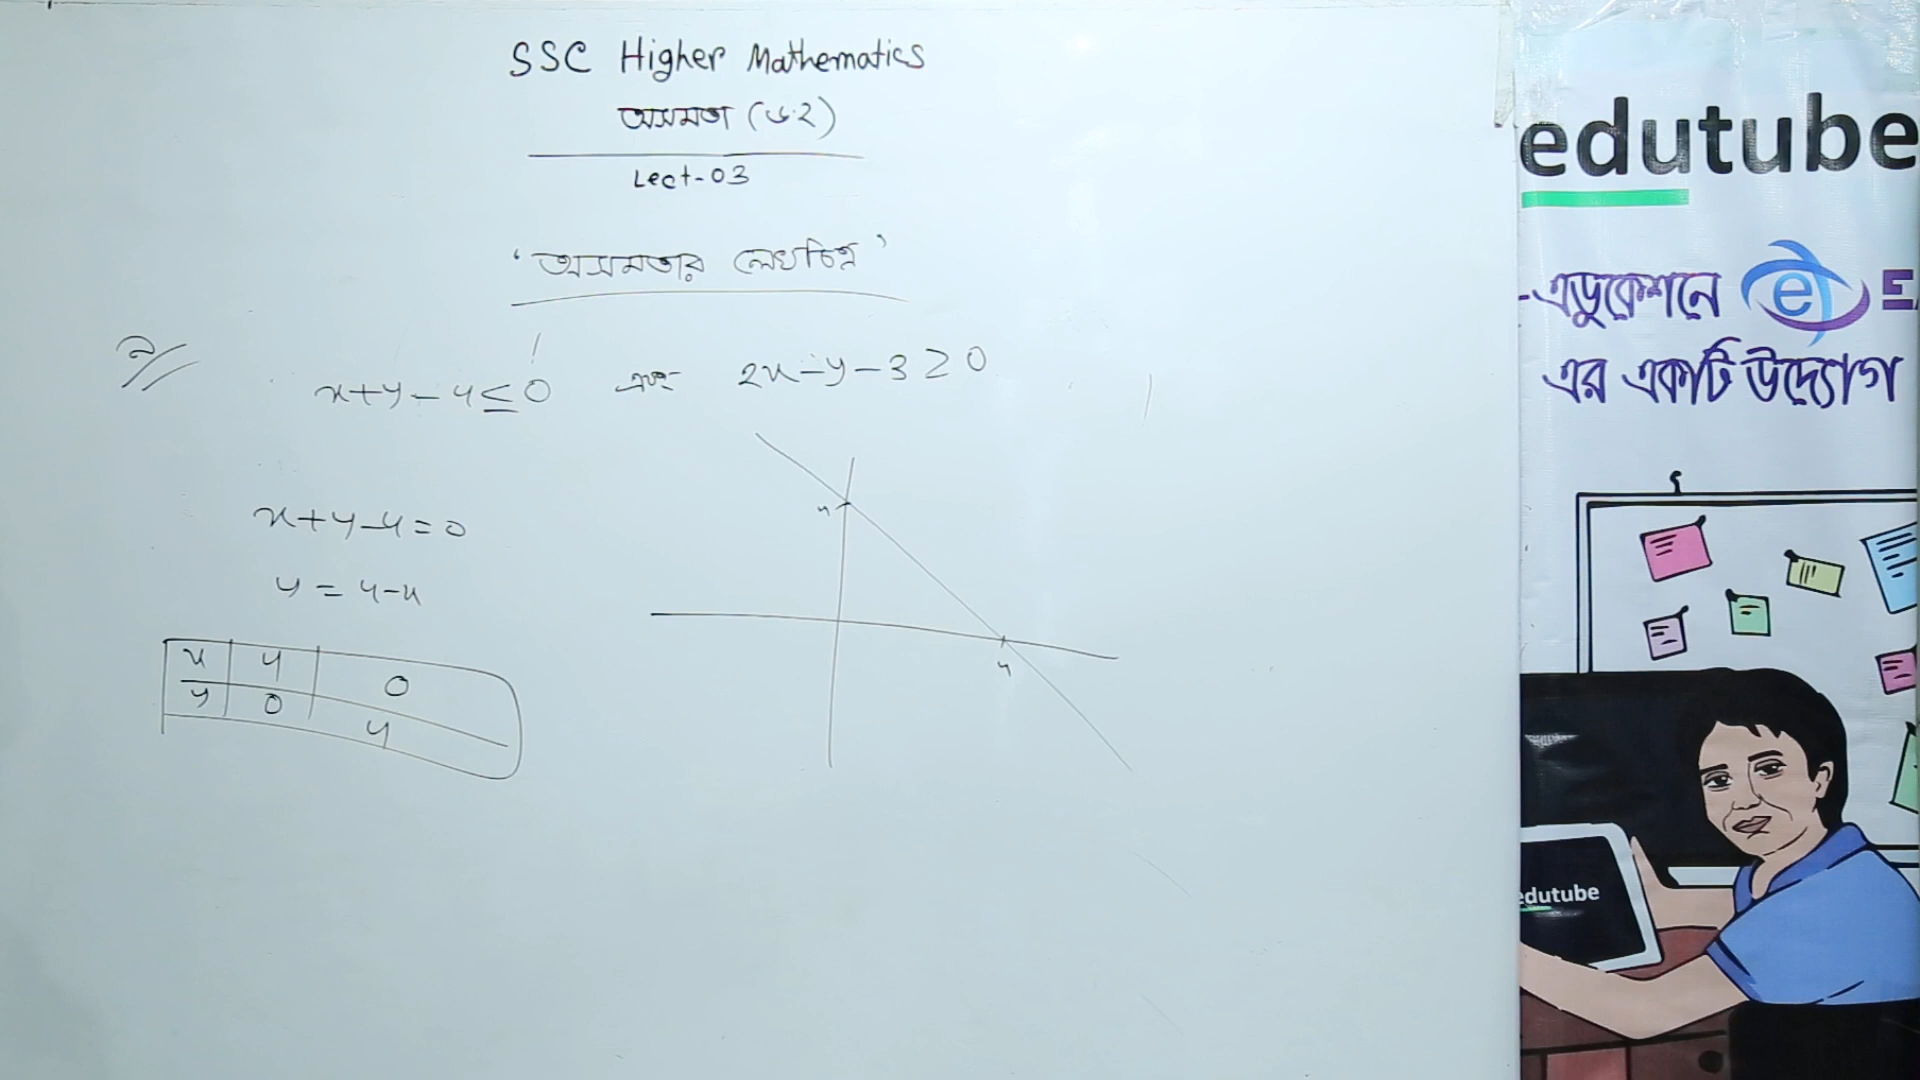 SSC Higher Mathematics
অসমতা (৬.২)
Lect-03
'অসমতার লেখচিত্র'
x+y-4≤0 এবং 2x-y-3≥0
x+y-4=0
y=4-x
x 4 0
y 0 4
4
4
edutube
-এডুকেশনে e E
এর একটি উদ্যোগ
edutube